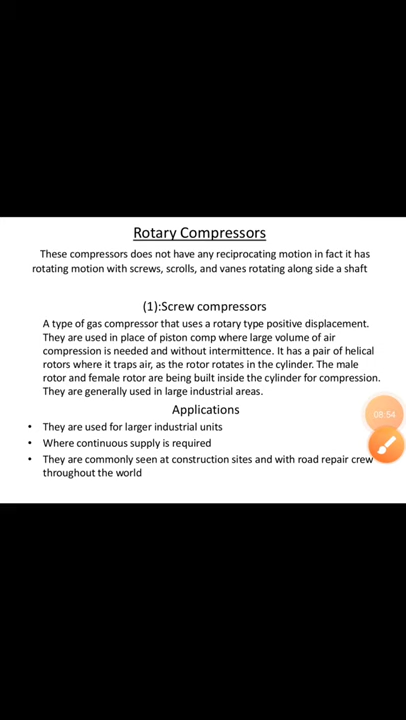 Rotary Compressors
These compressors does not have any reciprocating motion in fact it has
rotating motion with screws, scrolls, and vanes rotating along side a shaft
(1):Screw compressors
A type of gas compressor that uses a rotary type positive displacement.
They are used in place of piston comp where large volume of air
compression is needed and without intermittence. It has a pair of helical
rotors where it traps air, as the rotor rotates in the cylinder. The male
rotor and female rotor are being built inside the cylinder for compression.
They are generally used in large industrial areas.
Applications
• They are used for larger industrial units
• Where continuous supply is required
• They are commonly seen at construction sites and with road repair crew
throughout the world
08:54